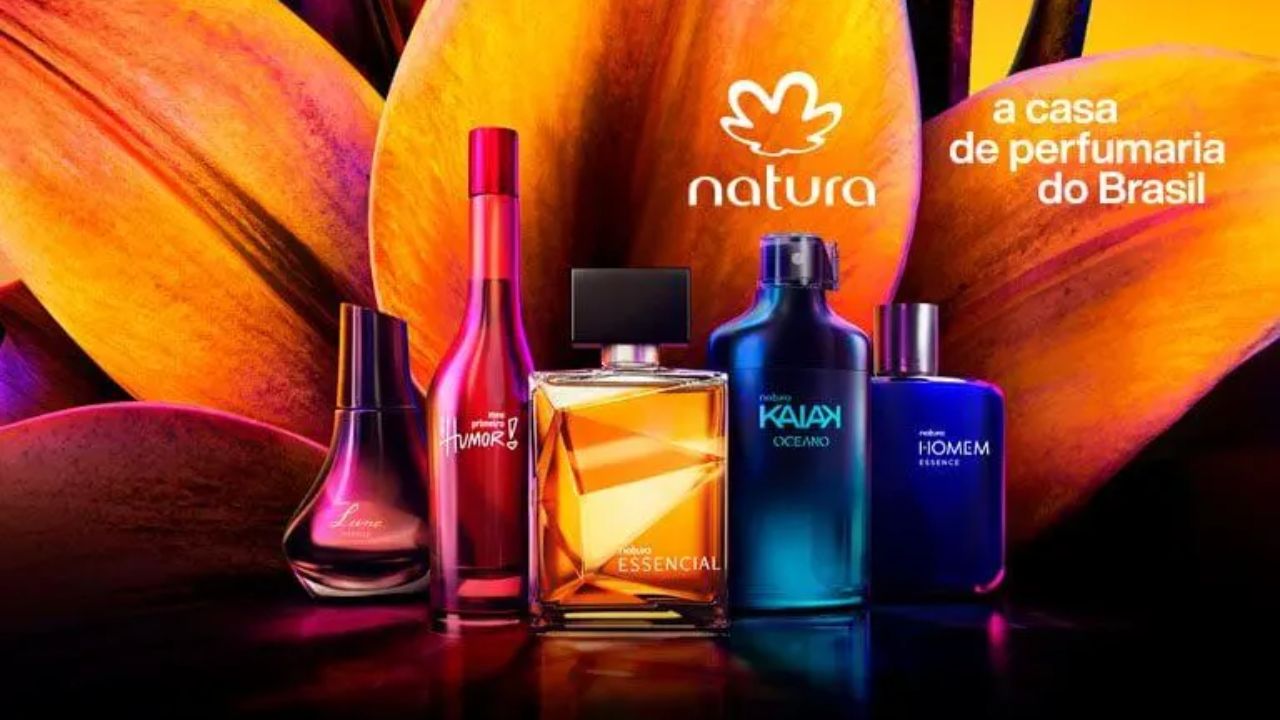 natura
a casa
de perfumaria
do Brasil
Luna
meu
primeiro
HUMOR!
natura
ESSENCIAL
natura
KAIAK
OCEANO
natura
HOMEM
ESSENCE